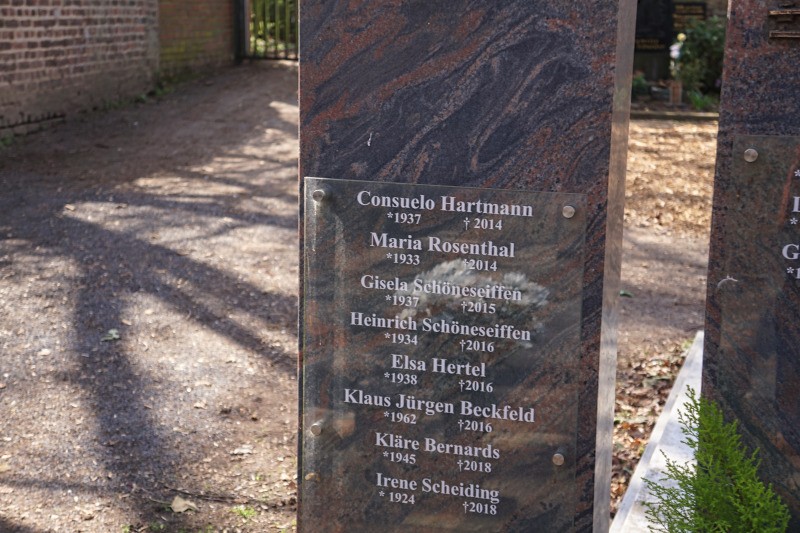 Consuelo Hartmann
*1937 † 2014
Maria Rosenthal
*1933 †2014
Gisela Schöneseiffen
*1937 †2015
Heinrich Schöneseiffen
*1934 †2016
Elsa Hertel
*1938 †2016
Klaus Jürgen Beckfeld
*1962 †2016
Kläre Bernards
*1945 †2018
Irene Scheiding
* 1924 †2018